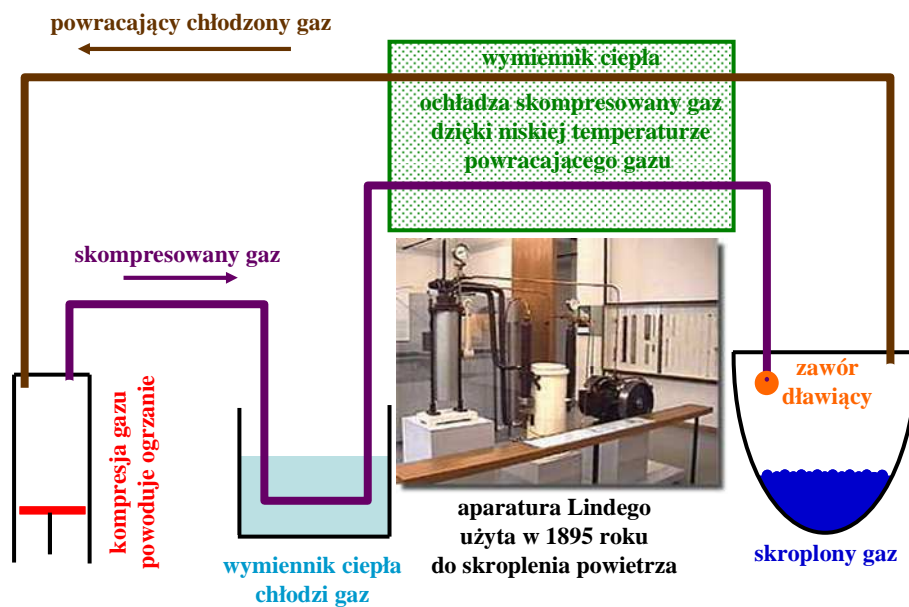 powracający chłodzony gaz
wymiennik ciepła
ochładza skompresowany gaz
dzięki niskiej temperaturze
powracającego gazu
skompresowany gaz
zawór
dławiący
kompresja gazu
powoduje ogrzanie
aparatura Lindego
użyta w 1895 roku
do skroplenia powietrza
skroplony gaz
wymiennik ciepła
chłodzi gaz